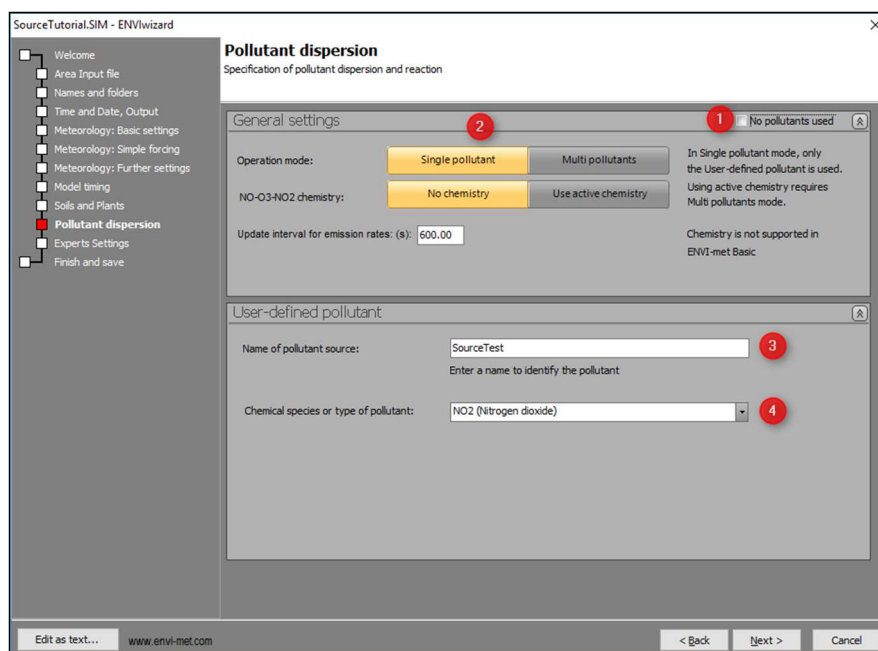 SourceTutorial.SIM - ENVIwizard
Welcome
Area Input file
Names and folders
Time and Date, Output
Meteorology: Basic settings
Meteorology: Simple forcing
Meteorology: Further settings
Model timing
Soils and Plants
Pollutant dispersion
Experts Settings
Finish and save
Pollutant dispersion
Specification of pollutant dispersion and reaction
General settings
2
1
No pollutants used
Operation mode:
Single pollutant
Multi pollutants
In Single pollutant mode, only
the User-defined pollutant is used.
NO-O3-NO2 chemistry:
No chemistry
Use active chemistry
Using active chemistry requires
Multi pollutants mode.
Update interval for emission rates: (s):
600.00
Chemistry is not supported in
ENVI-met Basic
User-defined pollutant
Name of pollutant source:
SourceTest
3
Enter a name to identify the pollutant
Chemical species or type of pollutant:
NO2 (Nitrogen dioxide)
4
Edit as text...
www.envi-met.com
< Back
Next >
Cancel